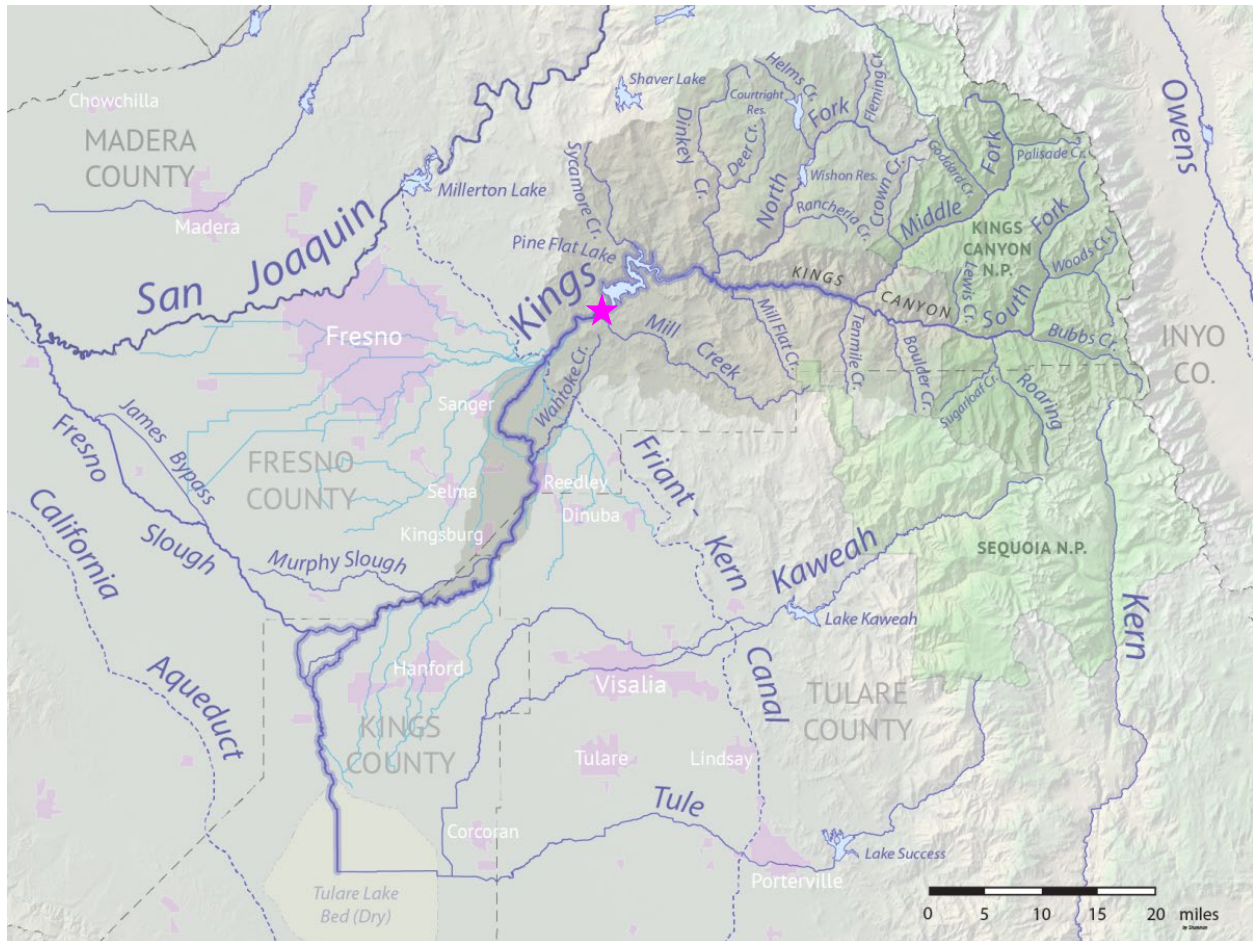 Chowchilla
MADERA
COUNTY
Madera
San Joaquin
Millerton Lake
Shaver Lake
Sycamore Cr.
Pine Flat Lake
Kings
Dinkey
Cr.
Deer Cr.
Courtright
Res.
Helms Cr.
North
Fork
Fleming Cr.
Wishon Res.
Rancheria Cr.
Crown Cr.
Goddard Cr.
Middle
Fork
Palisade Cr.
KINGS
CANYON
N.P.
South
Fork
Woods Cr.
Lewis Cr.
Bubbs Cr.
KINGS
CANYON
Owens
INYO
CO.
Mill
Creek
Mill Flat Cr.
Tenmile Cr.
Boulder Cr.
Sugarloaf Cr.
Roaring
Fresno
Sanger
Wahtoke Cr.
James
Bypass
Fresno
Slough
FRESNO
COUNTY
Selma
Reedley
Dinuba
Kingsburg
Friant-
Kern
Canal
Murphy Slough
California
Aqueduct
Kaweah
Lake Kaweah
SEQUOIA N.P.
Kern
Hanford
Visalia
KINGS
COUNTY
TULARE
COUNTY
Tulare
Lindsay
Tule
Corcoran
Porterville
Lake Success
Tulare Lake
Bed (Dry)
0 5 10 15 20 miles
by Shannon